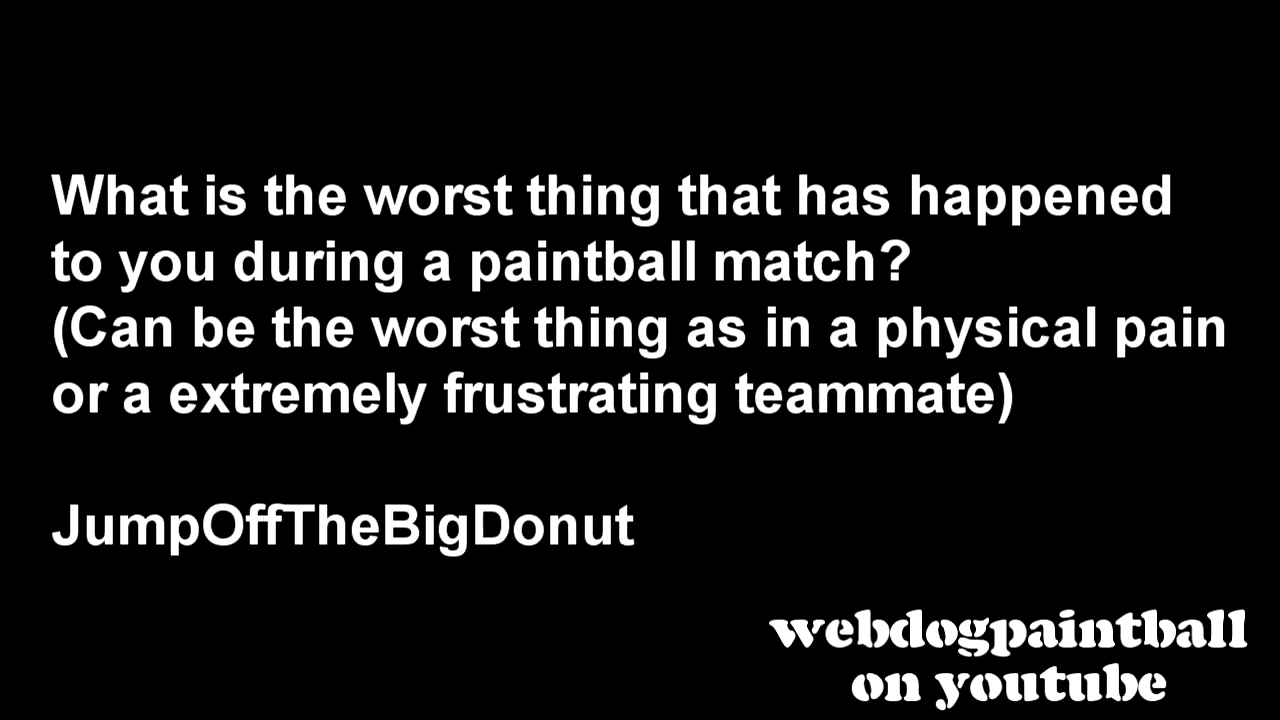 What is the worst thing that has happened
to you during a paintball match?
(Can be the worst thing as in a physical pain
or a extremely frustrating teammate)
JumpOffTheBigDonut
webdogpaintball
on youtube